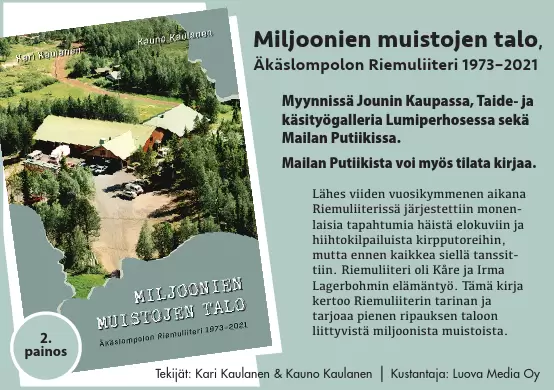 Kari Kaulanen
Kauno Kaulanen
MILJOONIEN
MUISTOJEN TALO
Äkäslompolon Riemuliiteri 1973–2021
2.
painos
Miljoonien muistojen talo,
Äkäslompolon Riemuliiteri 1973–2021
Myynnissä Jounin Kaupassa, Taide- ja
käsityögalleria Lumiperhosessa sekä
Mailan Putiikissa.
Mailan Putiikista voi myös tilata kirjaa.
Lähes viiden vuosikymmenen aikana
Riemuliiterissä järjestettiin monen-
laisia tapahtumia häistä elokuviin ja
hiihtokilpailuista kirpputoreihin,
mutta ennen kaikkea siellä tanssit-
tiin. Riemuliiteri oli Kåre ja Irma
Lagerbohmin elämäntyö. Tämä kirja
kertoo Riemuliiterin tarinan ja
tarjoaa pienen ripauksen taloon
liittyvistä miljoonista muistoista.
Tekijät: Kari Kaulanen & Kauno Kaulanen | Kustantaja: Luova Media Oy